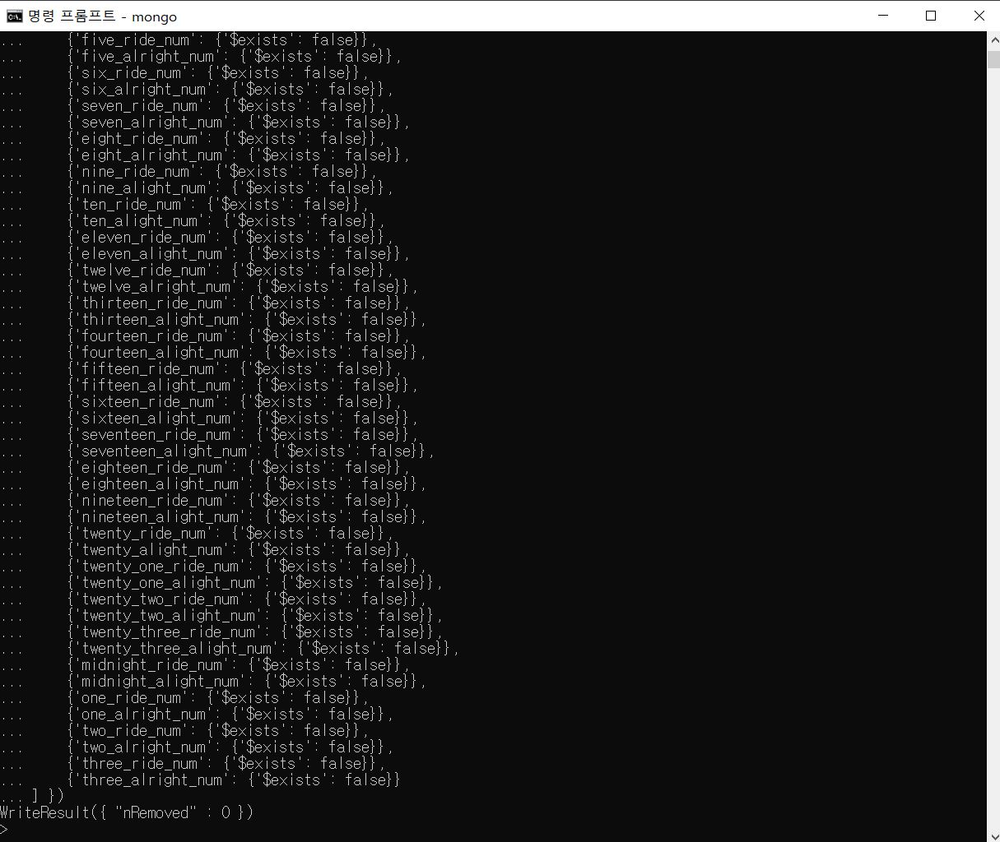 명령 프롬프트 - mongo
... {'five_ride_num': {'$exists': false}},
... {'five_alright_num': {'$exists': false}},
... {'six_ride_num': {'$exists': false}},
... {'six_alright_num': {'$exists': false}},
... {'seven_ride_num': {'$exists': false}},
... {'seven_alright_num': {'$exists': false}},
... {'eight_ride_num': {'$exists': false}},
... {'eight_alright_num': {'$exists': false}},
... {'nine_ride_num': {'$exists': false}},
... {'nine_alight_num': {'$exists': false}},
... {'ten_ride_num': {'$exists': false}},
... {'ten_alight_num': {'$exists': false}},
... {'eleven_ride_num': {'$exists': false}},
... {'eleven_alight_num': {'$exists': false}},
... {'twelve_ride_num': {'$exists': false}},
... {'twelve_alright_num': {'$exists': false}},
... {'thirteen_ride_num': {'$exists': false}},
... {'thirteen_alight_num': {'$exists': false}},
... {'fourteen_ride_num': {'$exists': false}},
... {'fourteen_alight_num': {'$exists': false}},
... {'fifteen_ride_num': {'$exists': false}},
... {'fifteen_alight_num': {'$exists': false}},
... {'sixteen_ride_num': {'$exists': false}},
... {'sixteen_alight_num': {'$exists': false}},
... {'seventeen_ride_num': {'$exists': false}},
... {'seventeen_alight_num': {'$exists': false}},
... {'eighteen_ride_num': {'$exists': false}},
... {'eighteen_alight_num': {'$exists': false}},
... {'nineteen_ride_num': {'$exists': false}},
... {'nineteen_alight_num': {'$exists': false}},
... {'twenty_ride_num': {'$exists': false}},
... {'twenty_alight_num': {'$exists': false}},
... {'twenty_one_ride_num': {'$exists': false}},
... {'twenty_one_alight_num': {'$exists': false}},
... {'twenty_two_ride_num': {'$exists': false}},
... {'twenty_two_alight_num': {'$exists': false}},
... {'twenty_three_ride_num': {'$exists': false}},
... {'twenty_three_alight_num': {'$exists': false}},
... {'midnight_ride_num': {'$exists': false}},
... {'midnight_alight_num': {'$exists': false}},
... {'one_ride_num': {'$exists': false}},
... {'one_alright_num': {'$exists': false}},
... {'two_ride_num': {'$exists': false}},
... {'two_alright_num': {'$exists': false}},
... {'three_ride_num': {'$exists': false}},
... {'three_alright_num': {'$exists': false}}
... ] })
WriteResult({ "nRemoved" : 0 })
>